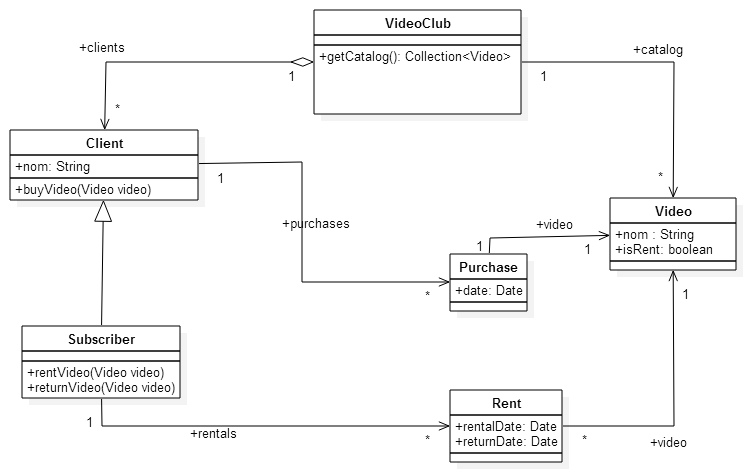 VideoClub
+getCatalog(): Collection<Video>
+clients
1
*
1
+catalog
*
Client
+nom: String
+buyVideo(Video video)
1
+purchases
*
Video
+nom : String
+isRent: boolean
+video
1
1
Purchase
+date: Date
1
Subscriber
+rentVideo(Video video)
+returnVideo(Video video)
1
+rentals
*
Rent
+rentalDate: Date
+returnDate: Date
*
+video